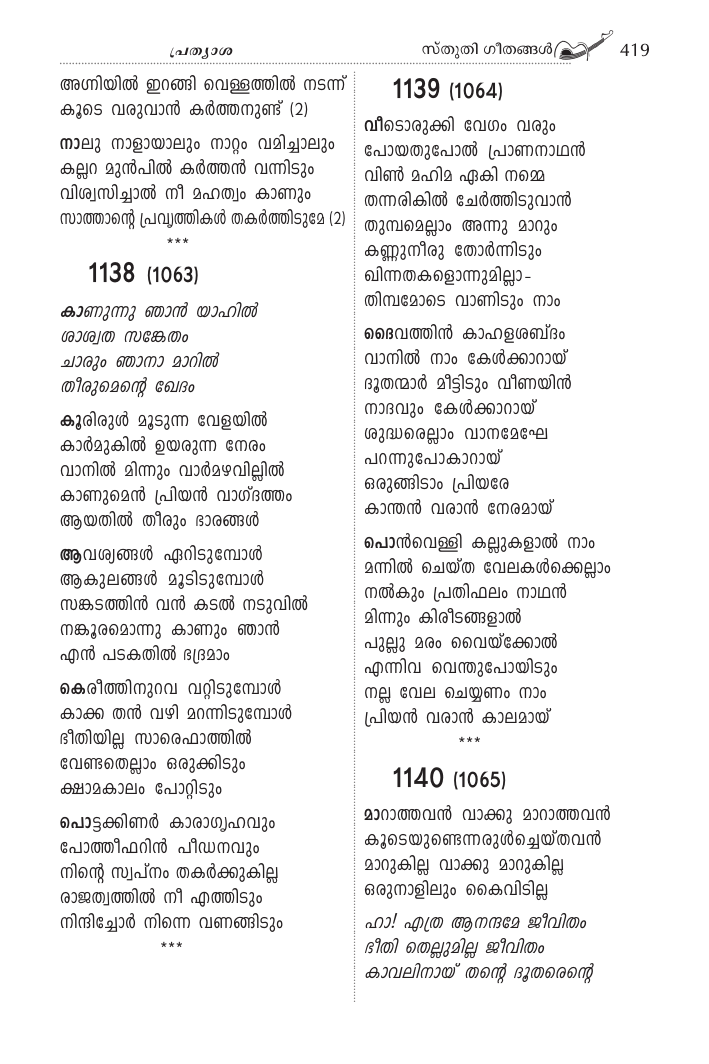 പ്രത്യാശ
സ്തുതി ഗീതങ്ങൾ 419
അഗ്നിയിൽ ഇറങ്ങി വെള്ളത്തിൽ നടന്ന്
കൂടെ വരുവാൻ കർത്തനുണ്ട് (2)
നാലു നാളായാലും നാറ്റം വമിച്ചാലും
കല്ലറ മുൻപിൽ കർത്തൻ വന്നിടും
വിശ്വസിച്ചാൽ നീ മഹത്വം കാണും
സാത്താന്റെ പ്രവൃത്തികൾ തകർത്തിടുമേ (2)
***
1138 (1063)
കാണുന്നു ഞാൻ യാഹിൽ
ശാശ്വത സങ്കേതം
ചാരും ഞാനാ മാറിൽ
തീരുമെന്റെ ഖേദം
കൂരിരുൾ മൂടുന്ന വേളയിൽ
കാർമുകിൽ ഉയരുന്ന നേരം
വാനിൽ മിന്നും വാർമഴവില്ലിൽ
കാണുമെൻ പ്രിയൻ വാഗ്ദത്തം
ആയതിൽ തീരും ഭാരങ്ങൾ
ആവശ്യങ്ങൾ ഏറിടുമ്പോൾ
ആകുലങ്ങൾ മൂടിടുമ്പോൾ
സങ്കടത്തിൻ വൻ കടൽ നടുവിൽ
നങ്കൂരമൊന്നു കാണും ഞാൻ
എൻ പടകതിൽ ഭദ്രമാം
കെരീത്തിനുറവ വറ്റിടുമ്പോൾ
കാക്ക തൻ വഴി മറന്നിടുമ്പോൾ
ഭീതിയില്ല സാരെഫാത്തിൽ
വേണ്ടതെല്ലാം ഒരുക്കിടും
ക്ഷാമകാലം പോറ്റിടും
പൊട്ടക്കിണർ കാരാഗൃഹവും
പോത്തീഫറിൻ പീഡനവും
നിന്റെ സ്വപ്നം തകർക്കുകില്ല
രാജത്വത്തിൽ നീ എത്തിടും
നിന്ദിച്ചോർ നിന്നെ വണങ്ങിടും
***
1139 (1064)
വീടൊരുക്കി വേഗം വരും
പോയതുപോൽ പ്രാണനാഥൻ
വിൺ മഹിമ ഏകി നമ്മെ
തന്നരികിൽ ചേർത്തിടുവാൻ
തുമ്പമെല്ലാം അന്നു മാറും
കണ്ണുനീരു തോർന്നിടും
ഖിന്നതകളൊന്നുമില്ലാ-
തിമ്പമോടെ വാണിടും നാം
ദൈവത്തിൻ കാഹളശബ്ദം
വാനിൽ നാം കേൾക്കാറായ്
ദൂതന്മാർ മീട്ടിടും വീണയിൻ
നാദവും കേൾക്കാറായ്
ശുദ്ധരെല്ലാം വാനമേഘേ
പറന്നുപോകാറായ്
ഒരുങ്ങിടാം പ്രിയരേ
കാന്തൻ വരാൻ നേരമായ്
പൊൻവെള്ളി കല്ലുകളാൽ നാം
മന്നിൽ ചെയ്ത വേലകൾക്കെല്ലാം
നൽകും പ്രതിഫലം നാഥൻ
മിന്നും കിരീടങ്ങളാൽ
പുല്ലു മരം വൈയ്ക്കോൽ
എന്നിവ വെന്തുപോയിടും
നല്ല വേല ചെയ്യണം നാം
പ്രിയൻ വരാൻ കാലമായ്
***
1140 (1065)
മാറാത്തവൻ വാക്കു മാറാത്തവൻ
കൂടെയുണ്ടെന്നരുൾച്ചെയ്തവൻ
മാറുകില്ല വാക്കു മാറുകില്ല
ഒരുനാളിലും കൈവിടില്ല
ഹാ! എത്ര ആനന്ദമേ ജീവിതം
ഭീതി തെല്ലുമില്ല ജീവിതം
കാവലിനായ് തന്റെ ദൂതരെന്റെ